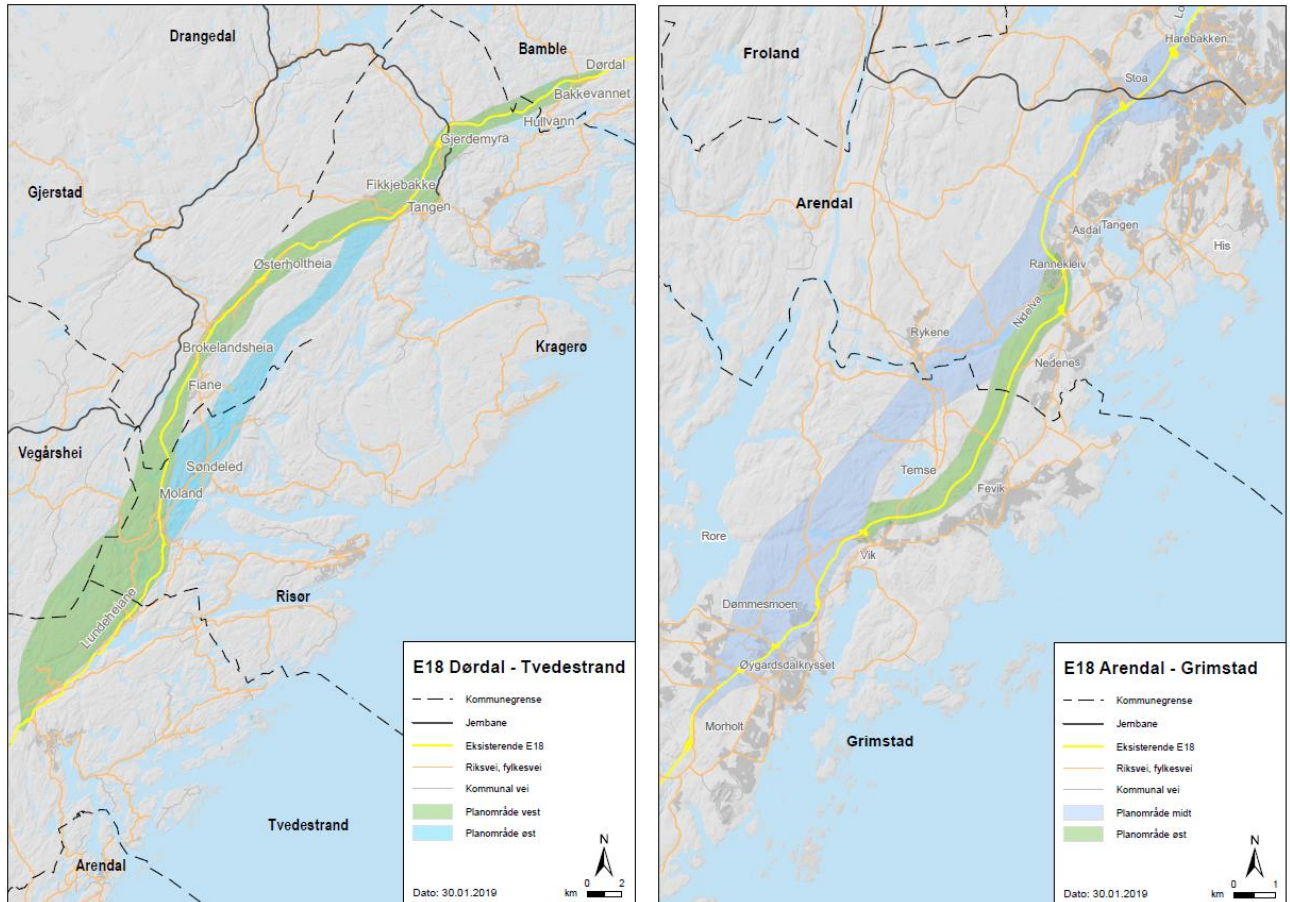 Drangedal
Bamble
Dørdal
Bakkevannet
Hullvann
Gjerdemyra
Fikkjebakke
Tangen
Gjerstad
Østerholtheia
Brokelandsheia
Kragerø
Fiane
Vegårshei
Søndeled
Moland
Lundeheiane
Risør
Tvedestrand
Arendal
E18 Dørdal - Tvedestrand
Kommunegrense
Jernbane
Eksisterende E18
Riksvei, fylkesvei
Kommunal vei
Planområde vest
Planområde øst
N
0 2
km
Dato: 30.01.2019
Lo
Harebakken
Froland
Stoa
Arendal
Tangen
Asdal
His
Rannekleiv
Nidelva
Rykene
Nedenes
Temse
Fevik
Rore
Vik
Dømmesmoen
Øygardsdalkrysset
Morholt
Grimstad
E18 Arendal - Grimstad
Kommunegrense
Jernbane
Eksisterende E18
Riksvei, fylkesvei
Kommunal vei
Planområde midt
Planområde øst
N
0 1
km
Dato: 30.01.2019